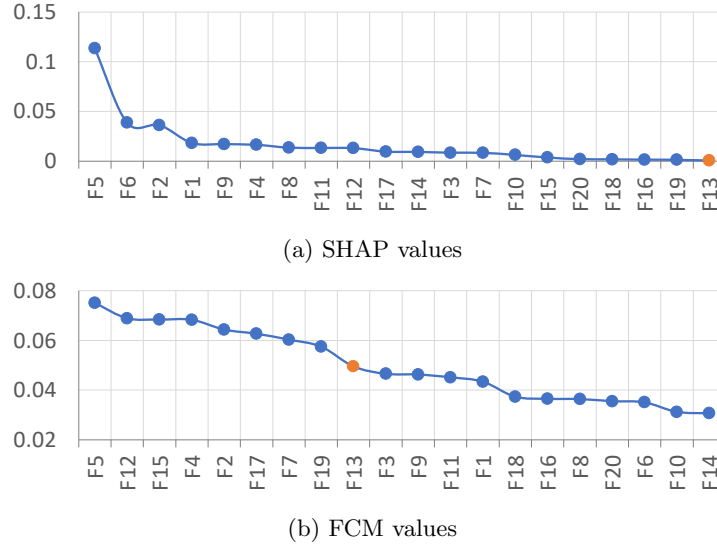 0.15
0.1
0.05
0
F5 F6 F2 F1 F9 F4 F8 F11 F12 F17 F14 F3 F7 F10 F15 F20 F18 F16 F19 F13
(a) SHAP values
0.08
0.06
0.04
0.02
F5 F12 F15 F4 F2 F17 F7 F19 F13 F3 F9 F11 F1 F18 F16 F8 F20 F6 F10 F14
(b) FCM values